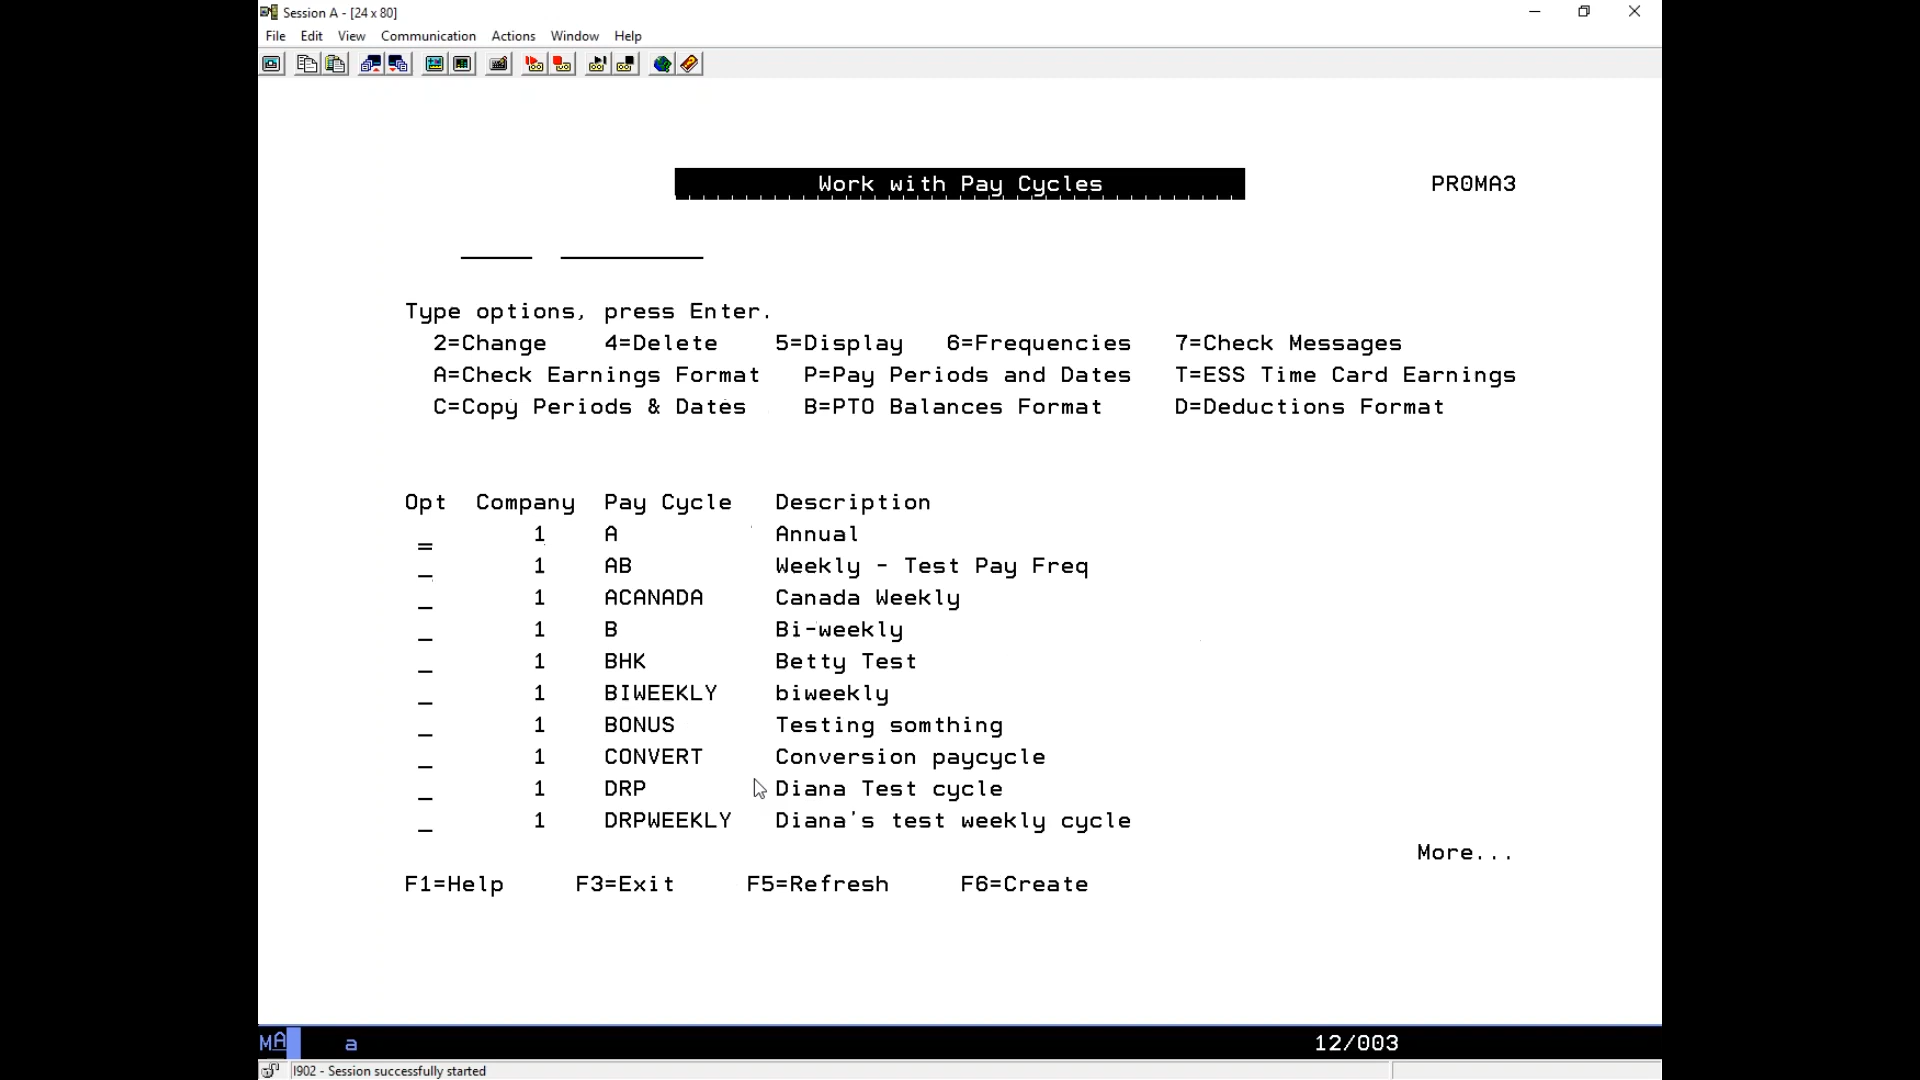 Session A - [24 x 80]
File Edit View Communication Actions Window Help
Work with Pay Cycles PR0MA3
Type options, press Enter.
2=Change 4=Delete 5=Display 6=Frequencies 7=Check Messages
A=Check Earnings Format P=Pay Periods and Dates T=ESS Time Card Earnings
C=Copy Periods & Dates B=PTO Balances Format D=Deductions Format
Opt Company Pay Cycle Description
1 A Annual
1 AB Weekly - Test Pay Freq
1 ACANADA Canada Weekly
1 B Bi-weekly
1 BHK Betty Test
1 BIWEEKLY biweekly
1 BONUS Testing somthing
1 CONVERT Conversion paycycle
1 DRP Diana Test cycle
1 DRPWEEKLY Diana's test weekly cycle
More...
F1=Help F3=Exit F5=Refresh F6=Create
MA a 12/003
I902 - Session successfully started